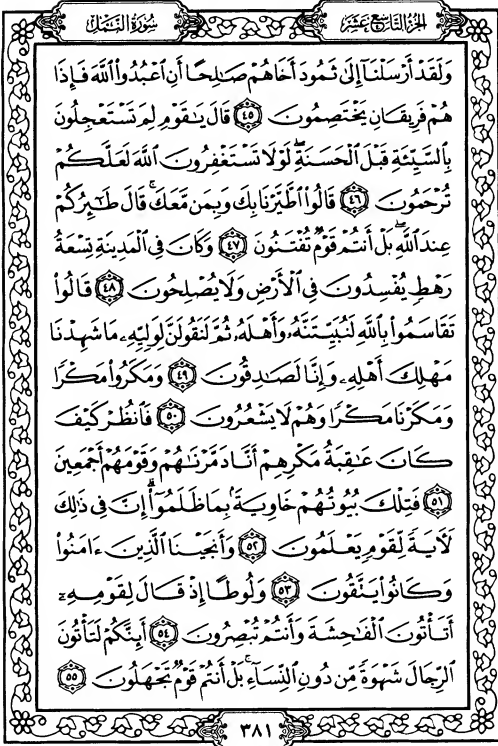 الجزء التاسع عشر
سورة النمل
وَلَقَدْ أَرْسَلْنَآ إِلَىٰ ثَمُودَ أَخَاهُمْ صَٰلِحًا أَنِ ٱعْبُدُوا۟ ٱللَّهَ فَإِذَا
هُمْ فَرِيقَانِ يَخْتَصِمُونَ ٤٥ قَالَ يَٰقَوْمِ لِمَ تَسْتَعْجِلُونَ
بِٱلسَّيِّئَةِ قَبْلَ ٱلْحَسَنَةِۖ لَوْلَا تَسْتَغْفِرُونَ ٱللَّهَ لَعَلَّكُمْ
تُرْحَمُونَ ٤٦ قَالُوا۟ ٱطَّيَّرْنَا بِكَ وَبِمَن مَّعَكَۚ قَالَ طَٰٓئِرُكُمْ
عِندَ ٱللَّهِۖ بَلْ أَنتُمْ قَوْمٌ تُفْتَنُونَ ٤٧ وَكَانَ فِى ٱلْمَدِينَةِ تِسْعَةُ
رَهْطٍ يُفْسِدُونَ فِى ٱلْأَرْضِ وَلَا يُصْلِحُونَ ٤٨ قَالُوا۟
تَقَاسَمُوا۟ بِٱللَّهِ لَنُبَيِّتَنَّهُۥ وَأَهْلَهُۥ ثُمَّ لَنَقُولَنَّ لِوَلِيِّهِۦ مَا شَهِدْنَا
مَهْلِكَ أَهْلِهِۦ وَإِنَّا لَصَٰدِقُونَ ٤٩ وَمَكَرُوا۟ مَكْرًا
وَمَكَرْنَا مَكْرًا وَهُمْ لَا يَشْعُرُونَ ٥٠ فَٱنظُرْ كَيْفَ
كَانَ عَٰقِبَةُ مَكْرِهِمْ أَنَّا دَمَّرْنَٰهُمْ وَقَوْمَهُمْ أَجْمَعِينَ
٥١ فَتِلْكَ بُيُوتُهُمْ خَاوِيَةًۢ بِمَا ظَلَمُوٓا۟ۗ إِنَّ فِى ذَٰلِكَ
لَءَايَةً لِّقَوْمٍ يَعْلَمُونَ ٥٢ وَأَنجَيْنَا ٱلَّذِينَ ءَامَنُوا۟
وَكَانُوا۟ يَتَّقُونَ ٥٣ وَلُوطًا إِذْ قَالَ لِقَوْمِهِۦٓ
أَتَأْتُونَ ٱلْفَٰحِشَةَ وَأَنتُمْ تُبْصِرُونَ ٥٤ أَئِنَّكُمْ لَتَأْتُونَ
ٱلرِّجَالَ شَهْوَةً مِّن دُونِ ٱلنِّسَآءِۚ بَلْ أَنتُمْ قَوْمٌ تَجْهَلُونَ ٥٥
٣٨١